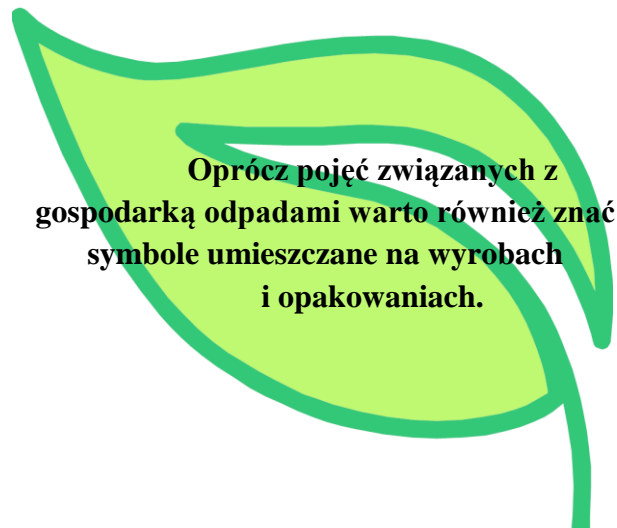 Oprócz pojęć związanych z
gospodarką odpadami warto również znać
symbole umieszczane na wyrobach
i opakowaniach.